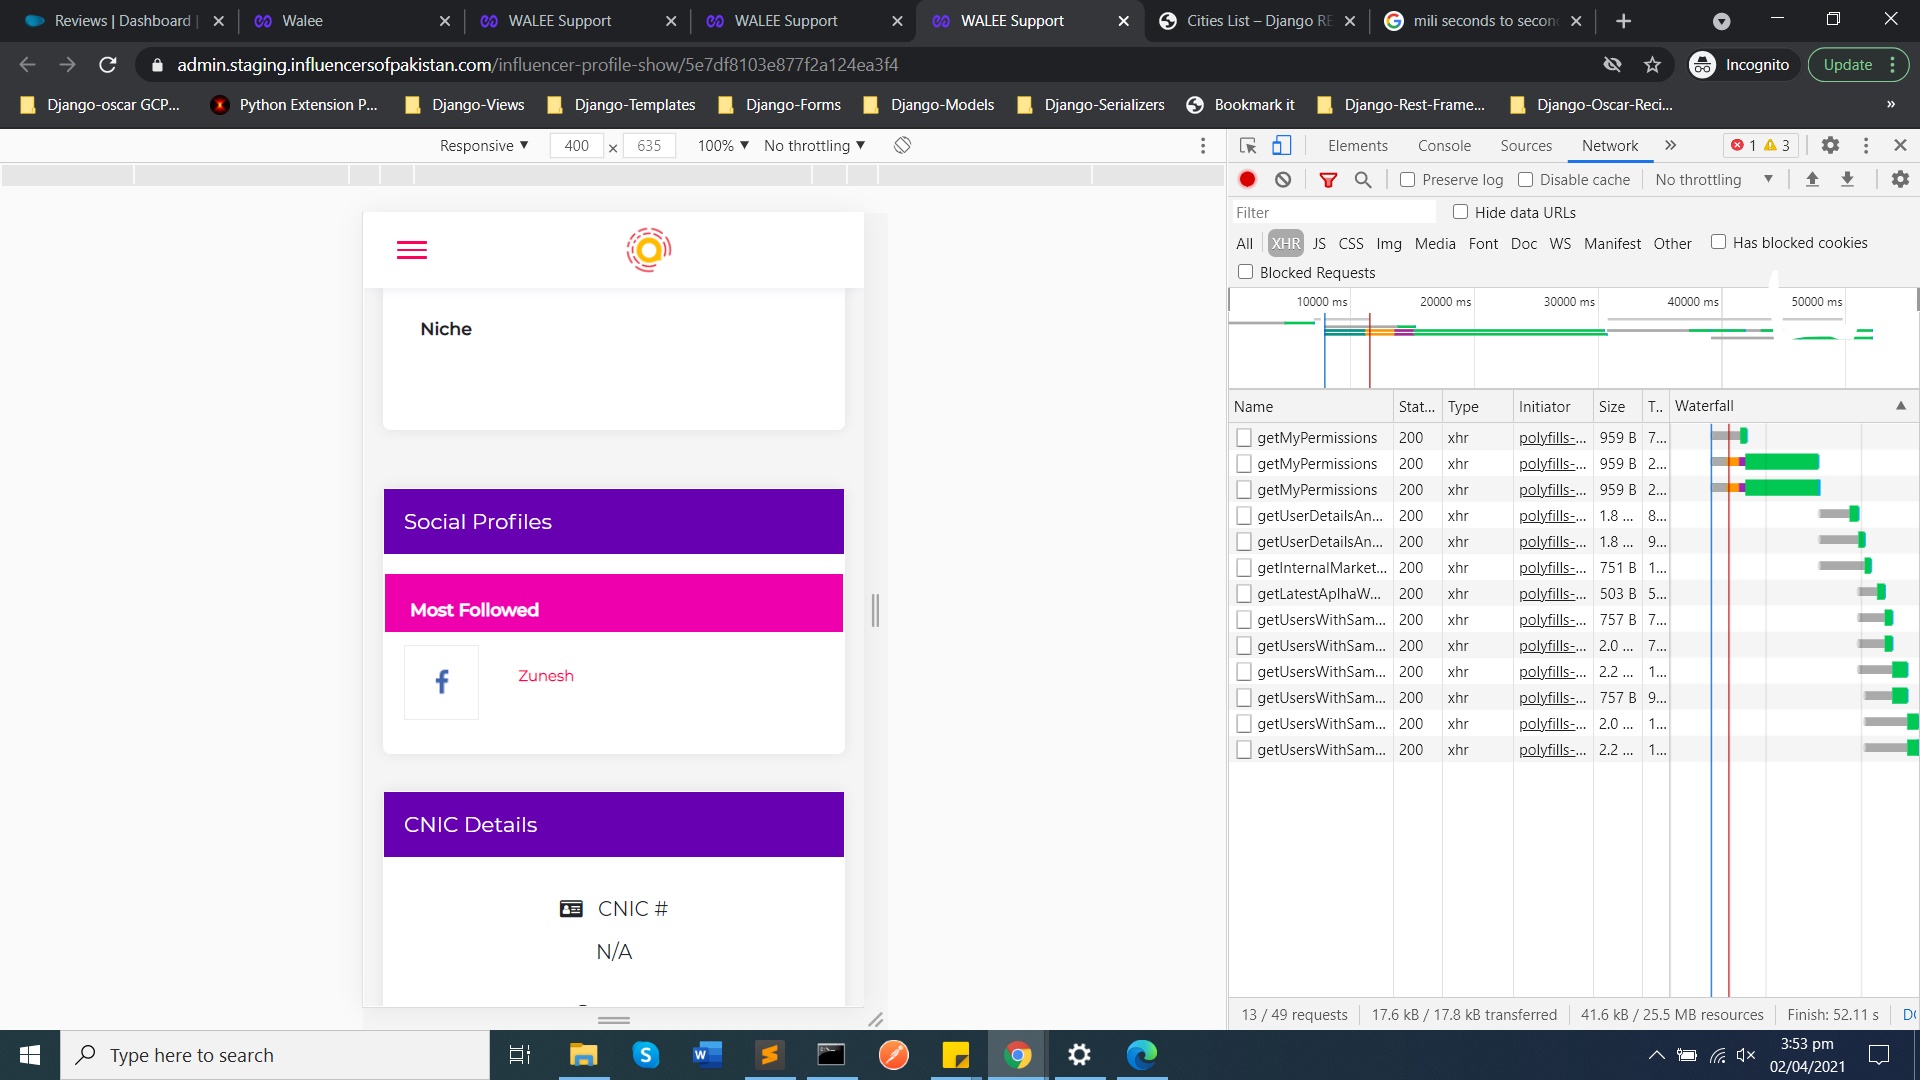 Reviews | Dashboard
Walee
WALEE Support
WALEE Support
WALEE Support
Cities List – Django RE
mili seconds to secon
admin.staging.influencersofpakistan.com/influencer-profile-show/5e7df8103e877f2a124ea3f4
Incognito
Update
Django-oscar GCP...
Python Extension P...
Django-Views
Django-Templates
Django-Forms
Django-Models
Django-Serializers
Bookmark it
Django-Rest-Frame...
Django-Oscar-Reci...
»
Responsive ▼ 400 × 635 100% ▼ No throttling ▼
Elements Console Sources Network » 1 3
Preserve log Disable cache No throttling ▼
Filter Hide data URLs
All XHR JS CSS Img Media Font Doc WS Manifest Other Has blocked cookies
Blocked Requests
10000 ms 20000 ms 30000 ms 40000 ms 50000 ms
Name Stat... Type Initiator Size T.. Waterfall
getMyPermissions 200 xhr polyfills-... 959 B 7...
getMyPermissions 200 xhr polyfills-... 959 B 2...
getMyPermissions 200 xhr polyfills-... 959 B 2...
getUserDetailsAn... 200 xhr polyfills-... 1.8 ... 8...
getUserDetailsAn... 200 xhr polyfills-... 1.8 ... 9...
getInternalMarket... 200 xhr polyfills-... 751 B 1...
getLatestAplhaW... 200 xhr polyfills-... 503 B 5...
getUsersWithSam... 200 xhr polyfills-... 757 B 7...
getUsersWithSam... 200 xhr polyfills-... 2.0 ... 7...
getUsersWithSam... 200 xhr polyfills-... 2.2 ... 1...
getUsersWithSam... 200 xhr polyfills-... 757 B 9...
getUsersWithSam... 200 xhr polyfills-... 2.0 ... 1...
getUsersWithSam... 200 xhr polyfills-... 2.2 ... 1...
13 / 49 requests 17.6 kB / 17.8 kB transferred 41.6 kB / 25.5 MB resources Finish: 52.11 s
Niche
Social Profiles
Most Followed
Zunesh
CNIC Details
CNIC #
N/A
Type here to search
3:53 pm
02/04/2021